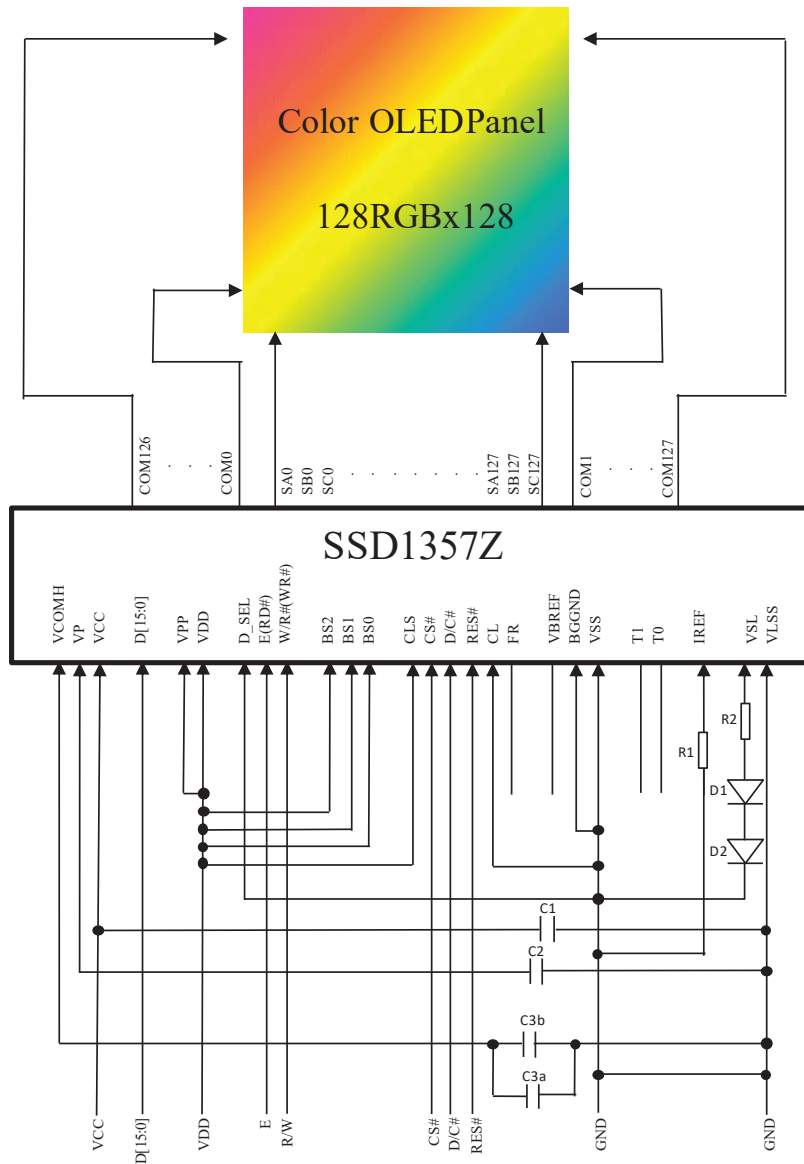 Color OLEDPanel
128RGBx128
COM126
. . .
COM0
SA0
SB0
SC0
. . . . . . .
SA127
SB127
SC127
COM1
. . .
COM127
SSD1357Z
VCOMH
VP
VCC
D[15:0]
VPP
VDD
D_SEL
E(RD#)
W/R#(WR#)
BS2
BS1
BS0
CLS
CS#
D/C#
RES#
CL
FR
VBREF
BGGND
VSS
T1
T0
IREF
VSL
VLSS
R2
R1
D1
D2
C1
C2
C3b
C3a
VCC
D[15:0]
VDD
E
R/W
CS#
D/C#
RES#
GND
GND